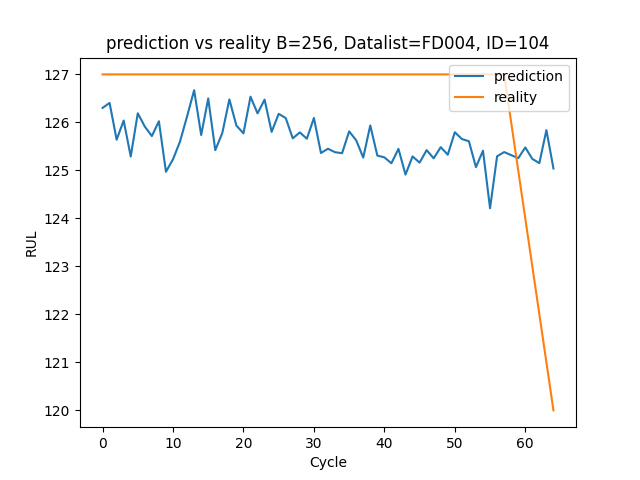 prediction vs reality B=256, Datalist=FD004, ID=104
prediction
reality
127
126
125
124
123
122
121
120
RUL
0 10 20 30 40 50 60
Cycle